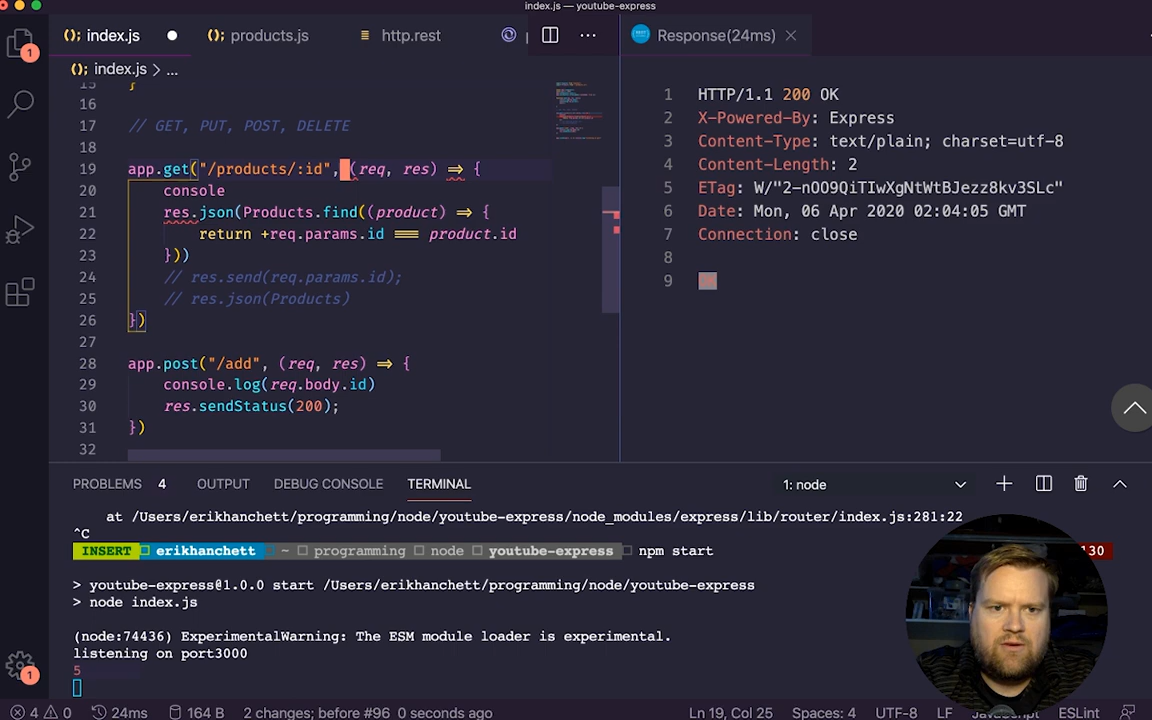 index.js — youtube-express
index.js
products.js
http.rest
Response(24ms)
index.js > ...
15 }
16
17 // GET, PUT, POST, DELETE
18
19 app.get("/products/:id", (req, res) => {
20 console
21 res.json(Products.find((product) => {
22 return +req.params.id === product.id
23 }))
24 // res.send(req.params.id);
25 // res.json(Products)
26 })
27
28 app.post("/add", (req, res) => {
29 console.log(req.body.id)
30 res.sendStatus(200);
31 })
32
1 HTTP/1.1 200 OK
2 X-Powered-By: Express
3 Content-Type: text/plain; charset=utf-8
4 Content-Length: 2
5 ETag: W/"2-nOO9QiTIwXgNtWtBJezz8kv3SLc"
6 Date: Mon, 06 Apr 2020 02:04:05 GMT
7 Connection: close
8
9
1
1
PROBLEMS 4 OUTPUT DEBUG CONSOLE TERMINAL 1: node
at /Users/erikhanchett/programming/node/youtube-express/node_modules/express/lib/router/index.js:281:22
^C
INSERT erikhanchett ~ programming node youtube-express npm start 130
> youtube-express@1.0.0 start /Users/erikhanchett/programming/node/youtube-express
> node index.js
(node:74436) ExperimentalWarning: The ESM module loader is experimental.
listening on port3000
5
4 0 24ms 164 B 2 changes; before #96 0 seconds ago Ln 19, Col 25 Spaces: 4 UTF-8 LF JavaScript ESLint